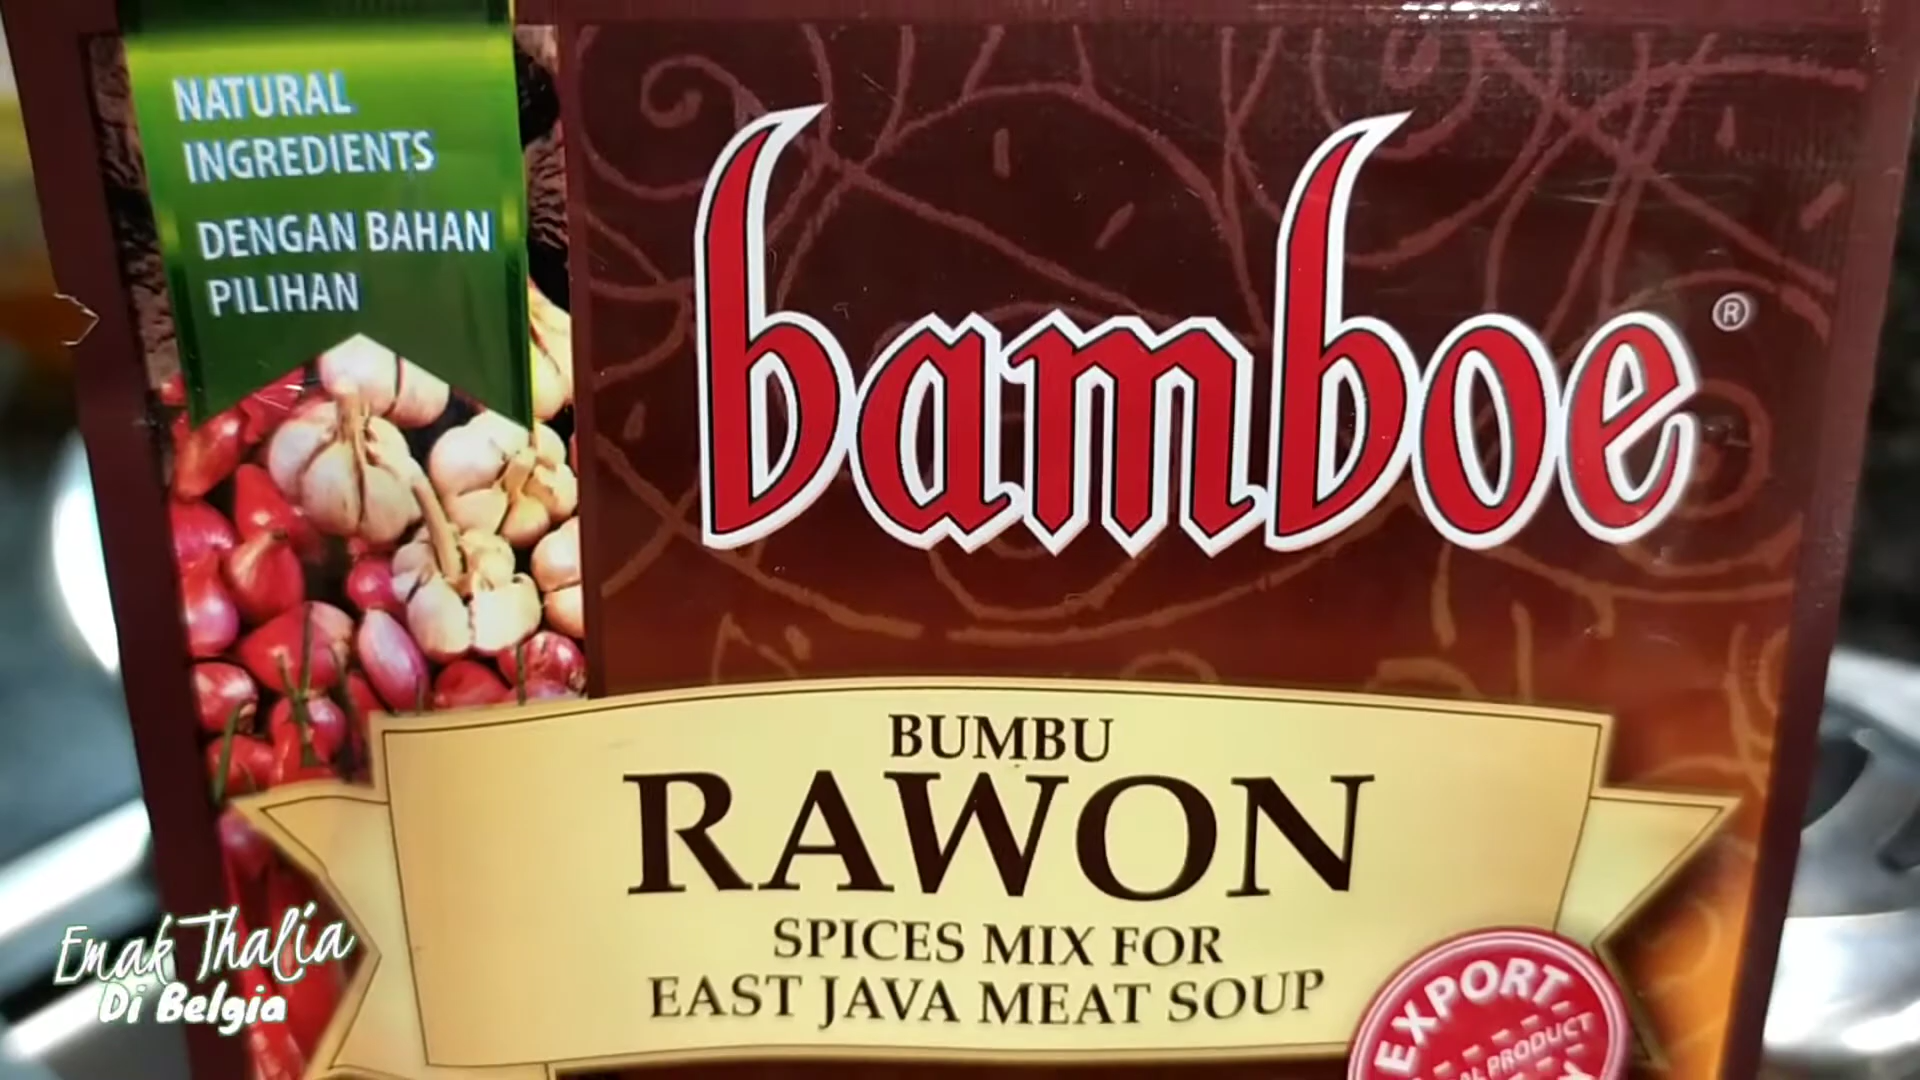 NATURAL
INGREDIENTS
DENGAN BAHAN
PILIHAN
bamboe®
BUMBU
RAWON
SPICES MIX FOR
EAST JAVA MEAT SOUP
EXPORT
PRODUCT
Emak Thalia
Di Belgia